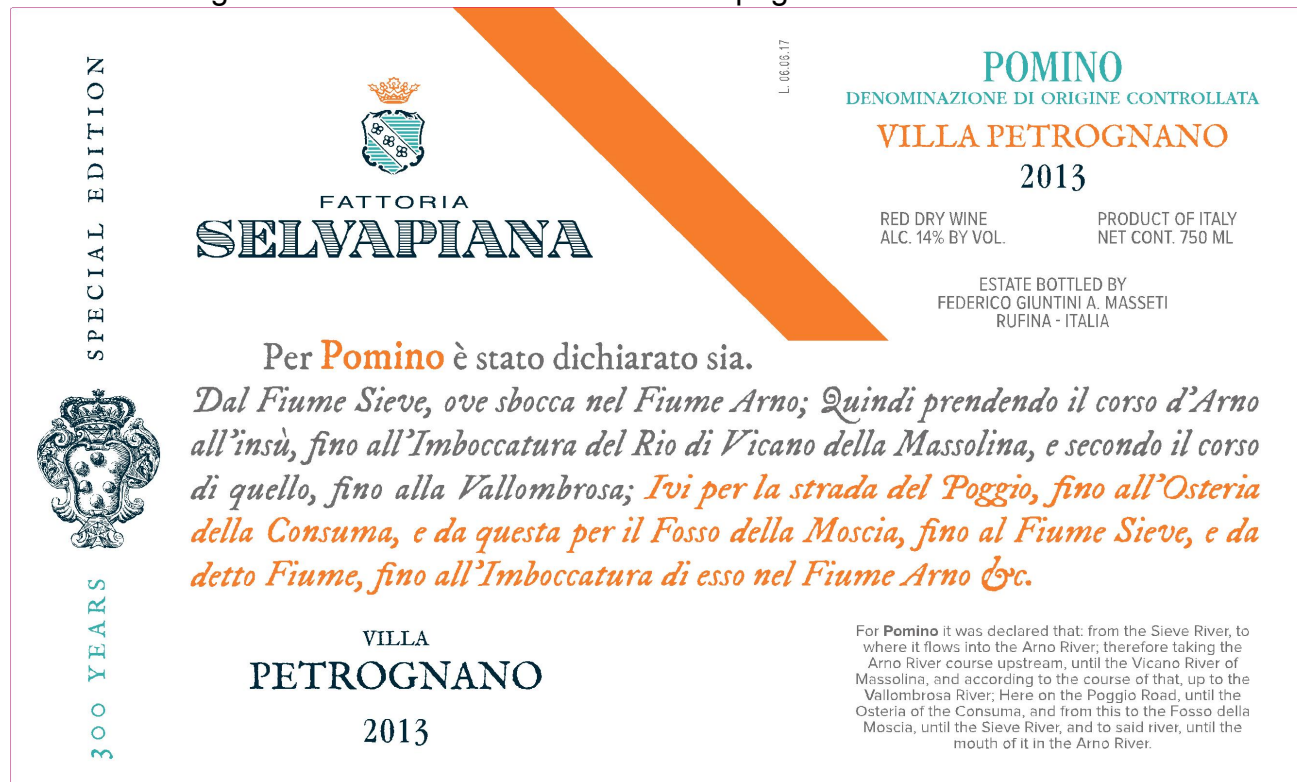 300 YEARS SPECIAL EDITION
FATTORIA
SELVAPIANA
L. 06.06.17
POMINO
DENOMINAZIONE DI ORIGINE CONTROLLATA
VILLA PETROGNANO
2013
RED DRY WINE
ALC. 14% BY VOL.
PRODUCT OF ITALY
NET CONT. 750 ML
ESTATE BOTTLED BY
FEDERICO GIUNTINI A. MASSETI
RUFINA - ITALIA
Per Pomino è stato dichiarato sia.
Dal Fiume Sieve, ove sbocca nel Fiume Arno; Quindi prendendo il corso d'Arno
all'insù, fino all'Imboccatura del Rio di Vicano della Massolina, e secondo il corso
di quello, fino alla Vallombrosa; Ivi per la strada del Poggio, fino all'Osteria
della Consuma, e da questa per il Fosso della Moscia, fino al Fiume Sieve, e da
detto Fiume, fino all'Imboccatura di esso nel Fiume Arno &c.
VILLA
PETROGNANO
2013
For Pomino it was declared that: from the Sieve River, to
where it flows into the Arno River; therefore taking the
Arno River course upstream, until the Vicano River of
Massolina, and according to the course of that, up to the
Vallombrosa River; Here on the Poggio Road, until the
Osteria of the Consuma, and from this to the Fosso della
Moscia, until the Sieve River, and to said river, until the
mouth of it in the Arno River.